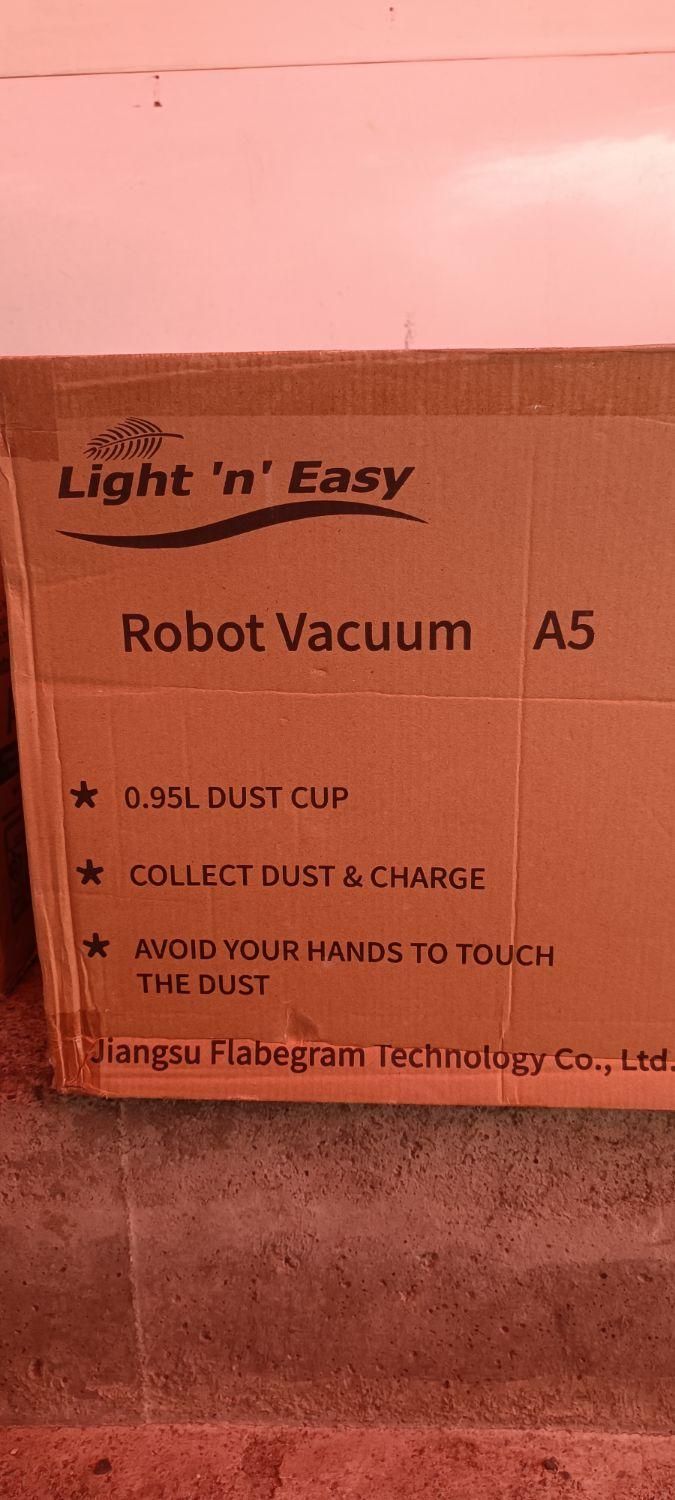 Light 'n' Easy
Robot Vacuum A5
★ 0.95L DUST CUP
★ COLLECT DUST & CHARGE
★ AVOID YOUR HANDS TO TOUCH
THE DUST
Jiangsu Flabegram Technology Co., Ltd.